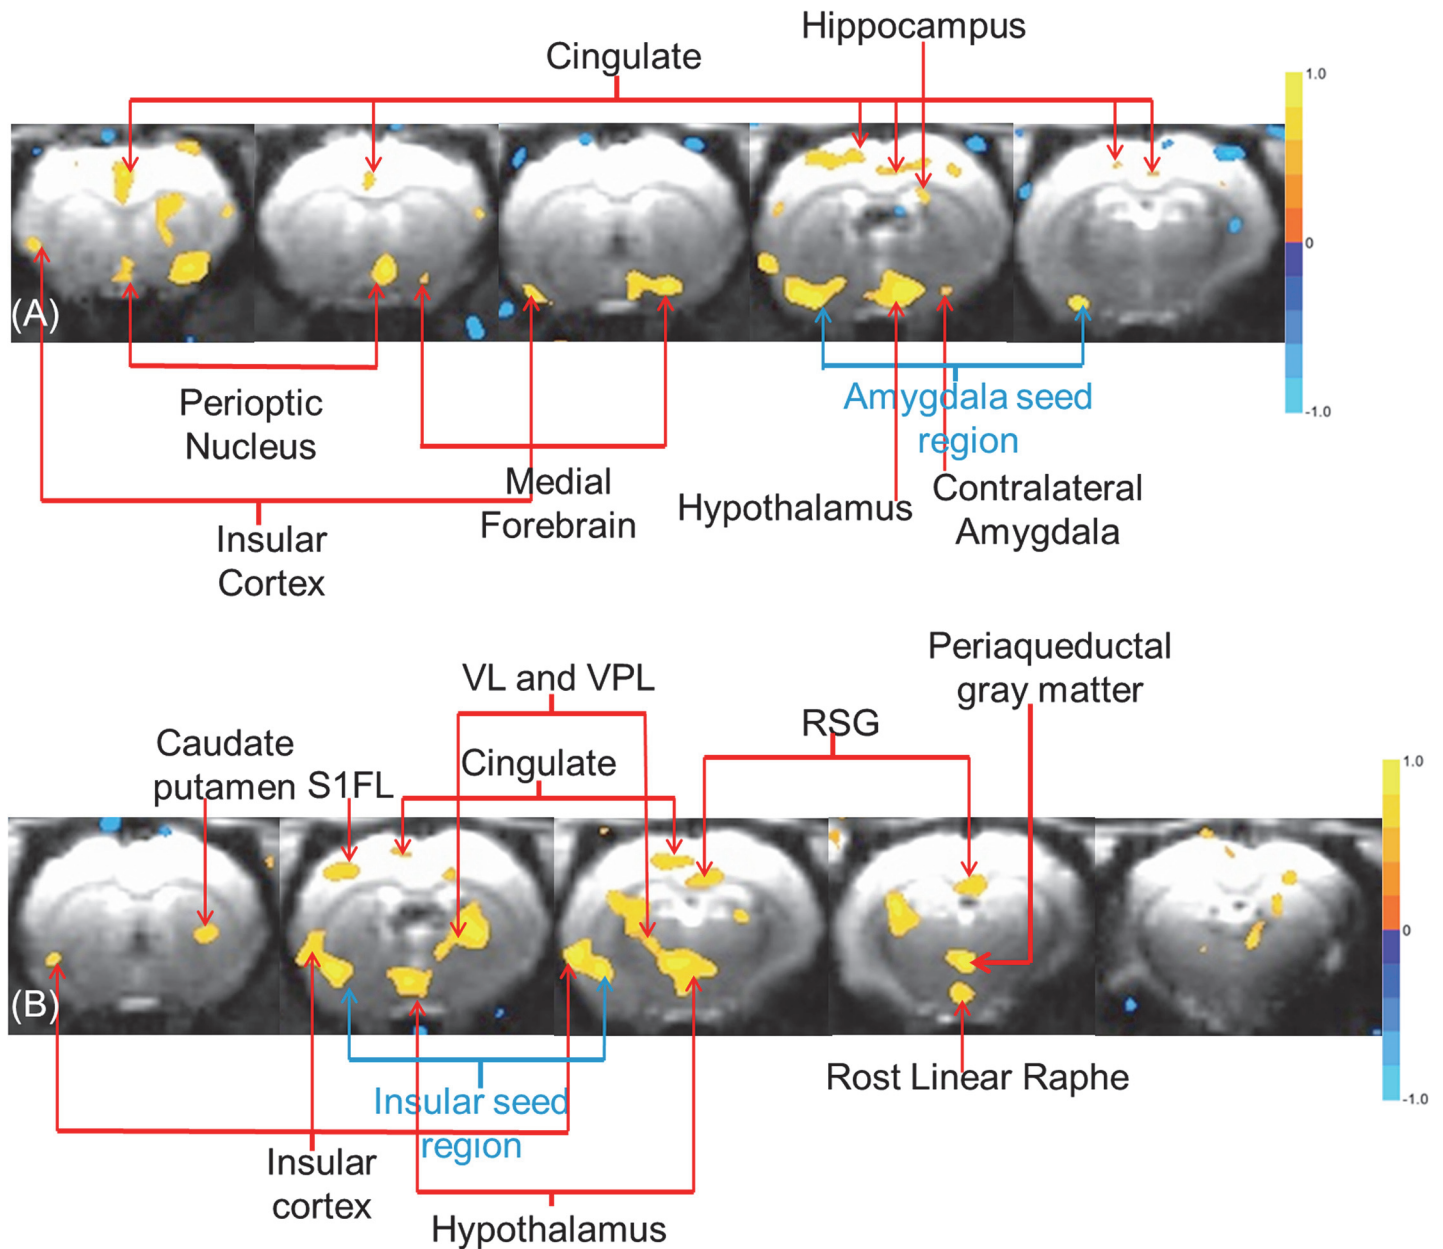 Hippocampus
Cingulate
1.0
0
-1.0
(A)
Perioptic
Nucleus
Amygdala seed
region
Medial
Forebrain
Hypothalamus
Contralateral
Amygdala
Insular
Cortex
Periaqueductal
gray matter
VL and VPL
RSG
Caudate
putamen
S1FL
Cingulate
1.0
0
-1.0
(B)
Rost Linear Raphe
Insular seed
region
Insular
cortex
Hypothalamus